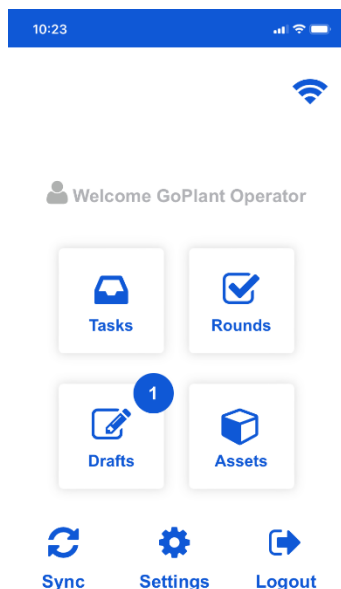 10:23
Welcome GoPlant Operator
Tasks Rounds
1
Drafts Assets
Sync Settings Logout